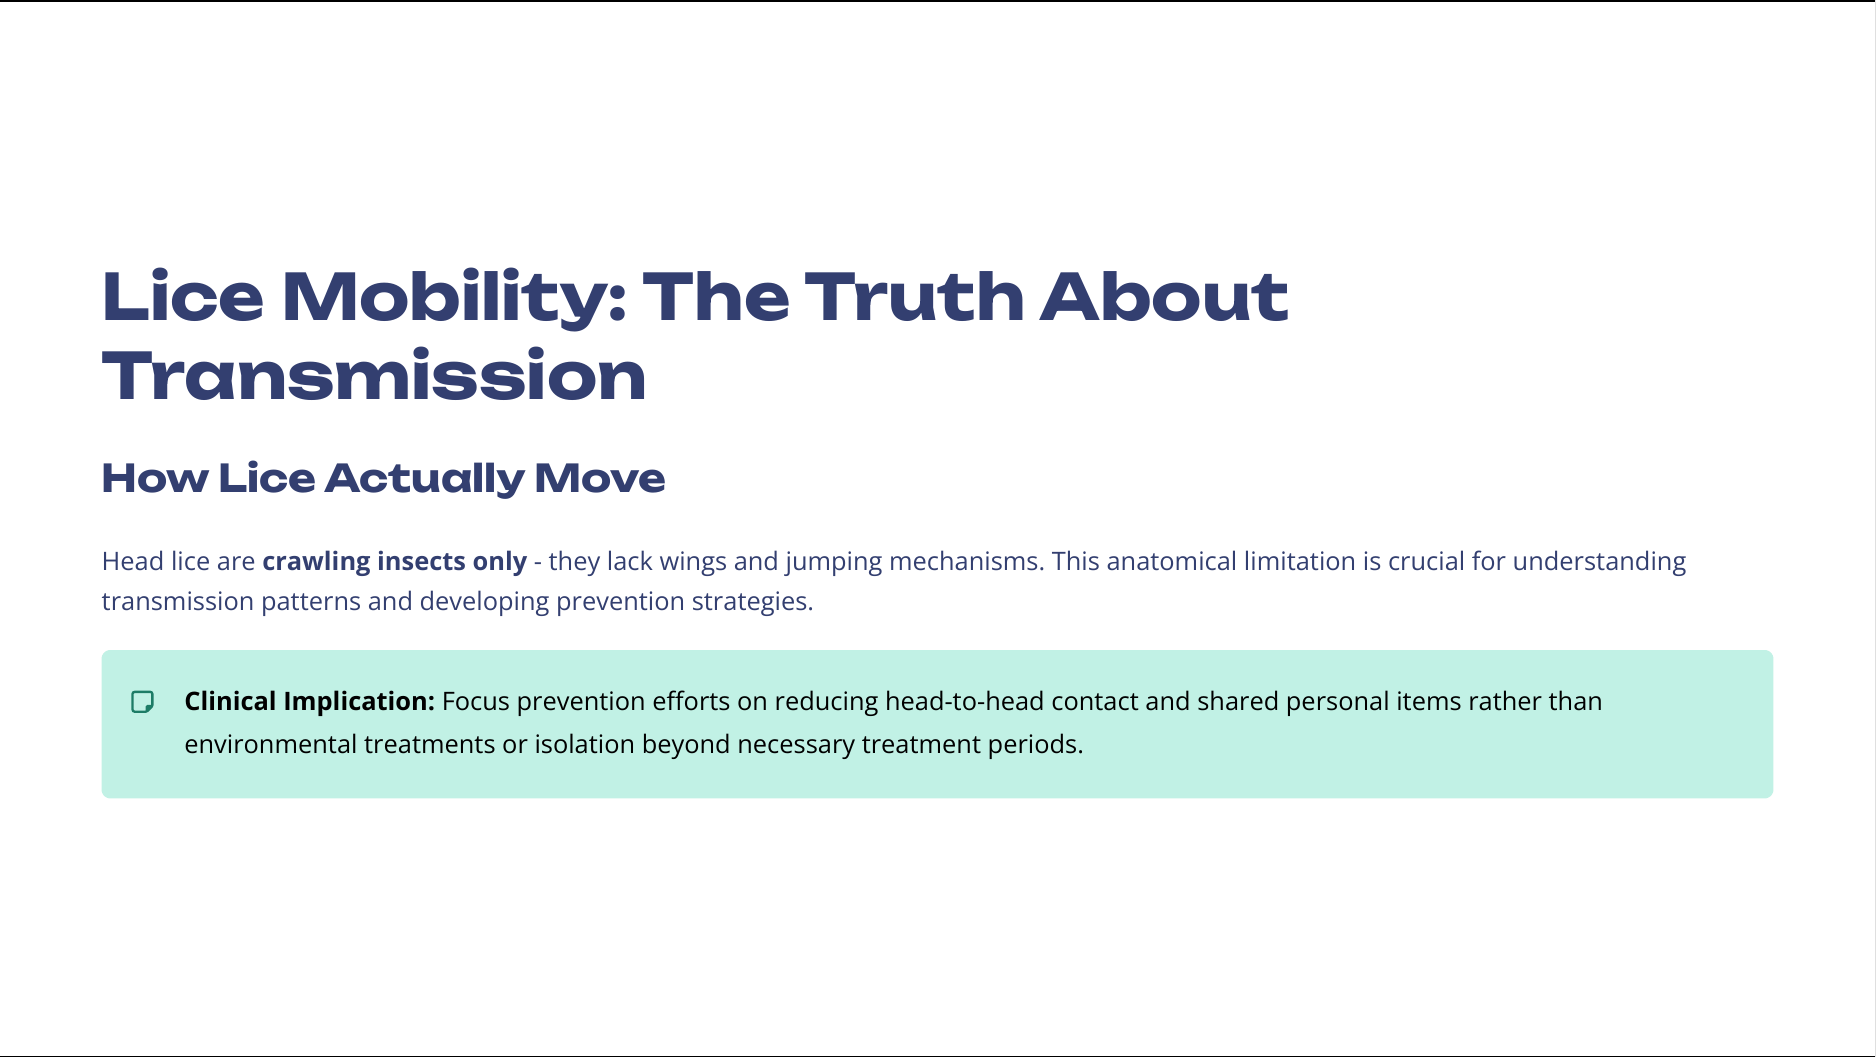 Lice Mobility: The Truth About
Transmission
How Lice Actually Move
Head lice are crawling insects only - they lack wings and jumping mechanisms. This anatomical limitation is crucial for understanding
transmission patterns and developing prevention strategies.
Clinical Implication: Focus prevention efforts on reducing head-to-head contact and shared personal items rather than
environmental treatments or isolation beyond necessary treatment periods.